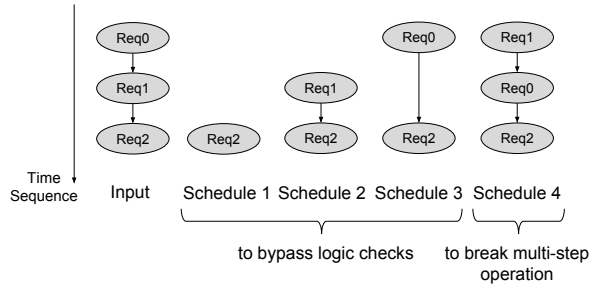 Req0
Req0
Req1
Req1
Req1
Req0
Req2
Req2
Req2
Req2
Req2
Time
Sequence
Input
Schedule 1
Schedule 2
Schedule 3
Schedule 4
to bypass logic checks
to break multi-step
operation